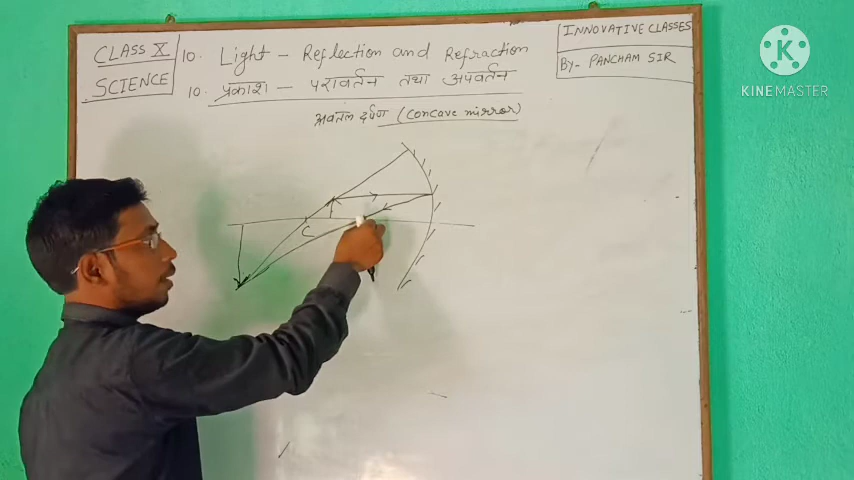 CLASS X
SCIENCE
10. Light - Reflection and Refraction
10. प्रकाश - परावर्तन तथा अपवर्तन
अवतल दर्पण (concave mirror)
INNOVATIVE CLASSES
BY- PANCHAM SIR
K
KINEMASTER
C